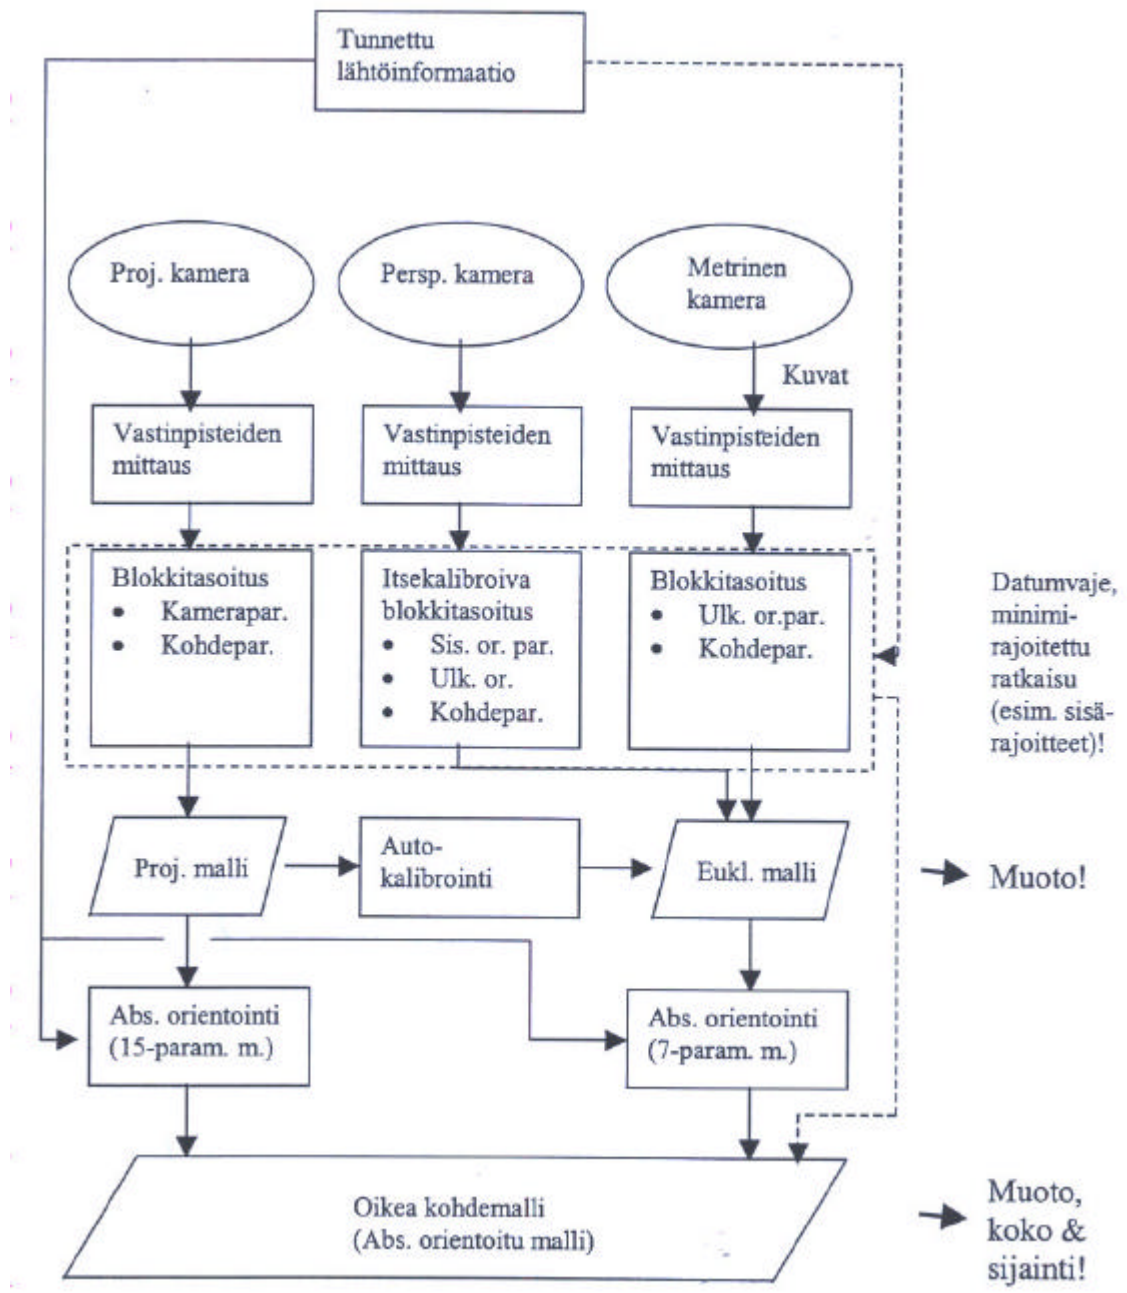 Tunnettu
lähtöinformaatio
Proj. kamera
Persp. kamera
Metrinen
kamera
Kuvat
Vastinpisteiden
mittaus
Vastinpisteiden
mittaus
Vastinpisteiden
mittaus
Blokkitasoitus
• Kamerapar.
• Kohdepar.
Itsekalibroiva
blokkitasoitus
• Sis. or. par.
• Ulk. or.
• Kohdepar.
Blokkitasoitus
• Ulk. or.par.
• Kohdepar.
Datumvaje,
minimi-
rajoitettu
ratkaisu
(esim. sisä-
rajoitteet)!
Proj. malli
Auto-
kalibrointi
Eukl. malli
Muoto!
Abs. orientointi
(15-param. m.)
Abs. orientointi
(7-param. m.)
Oikea kohdemalli
(Abs. orientoitu malli)
Muoto,
koko &
sijainti!